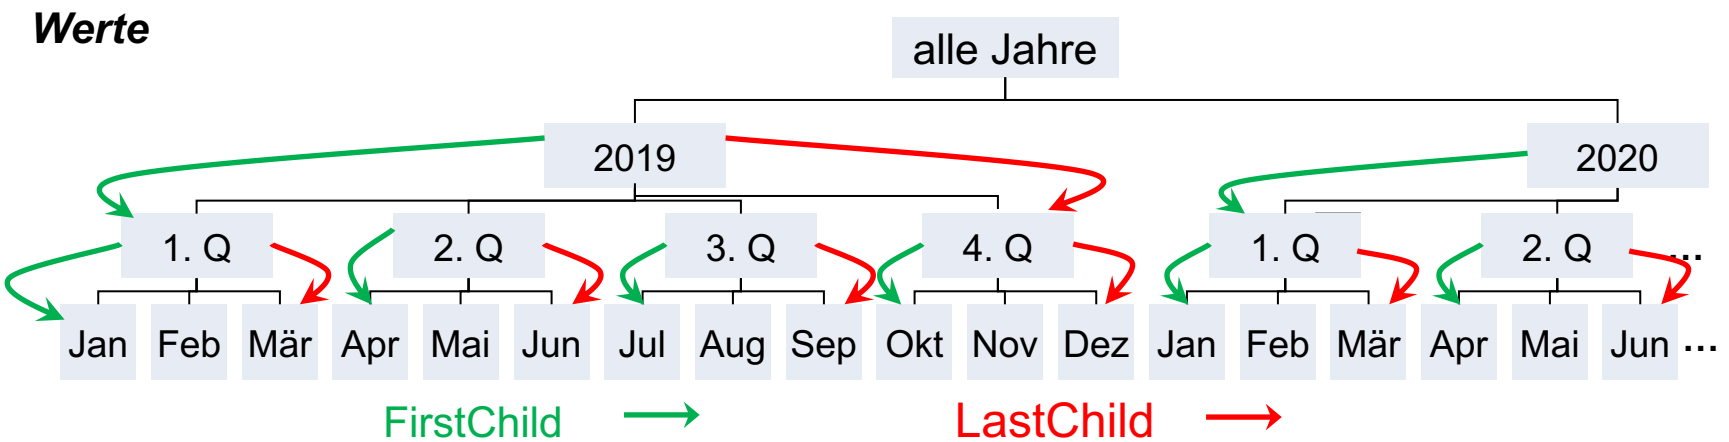 Werte
alle Jahre
2019 2020
1. Q 2. Q 3. Q 4. Q 1. Q 2. Q ...
Jan Feb Mär Apr Mai Jun Jul Aug Sep Okt Nov Dez Jan Feb Mär Apr Mai Jun ...
FirstChild LastChild